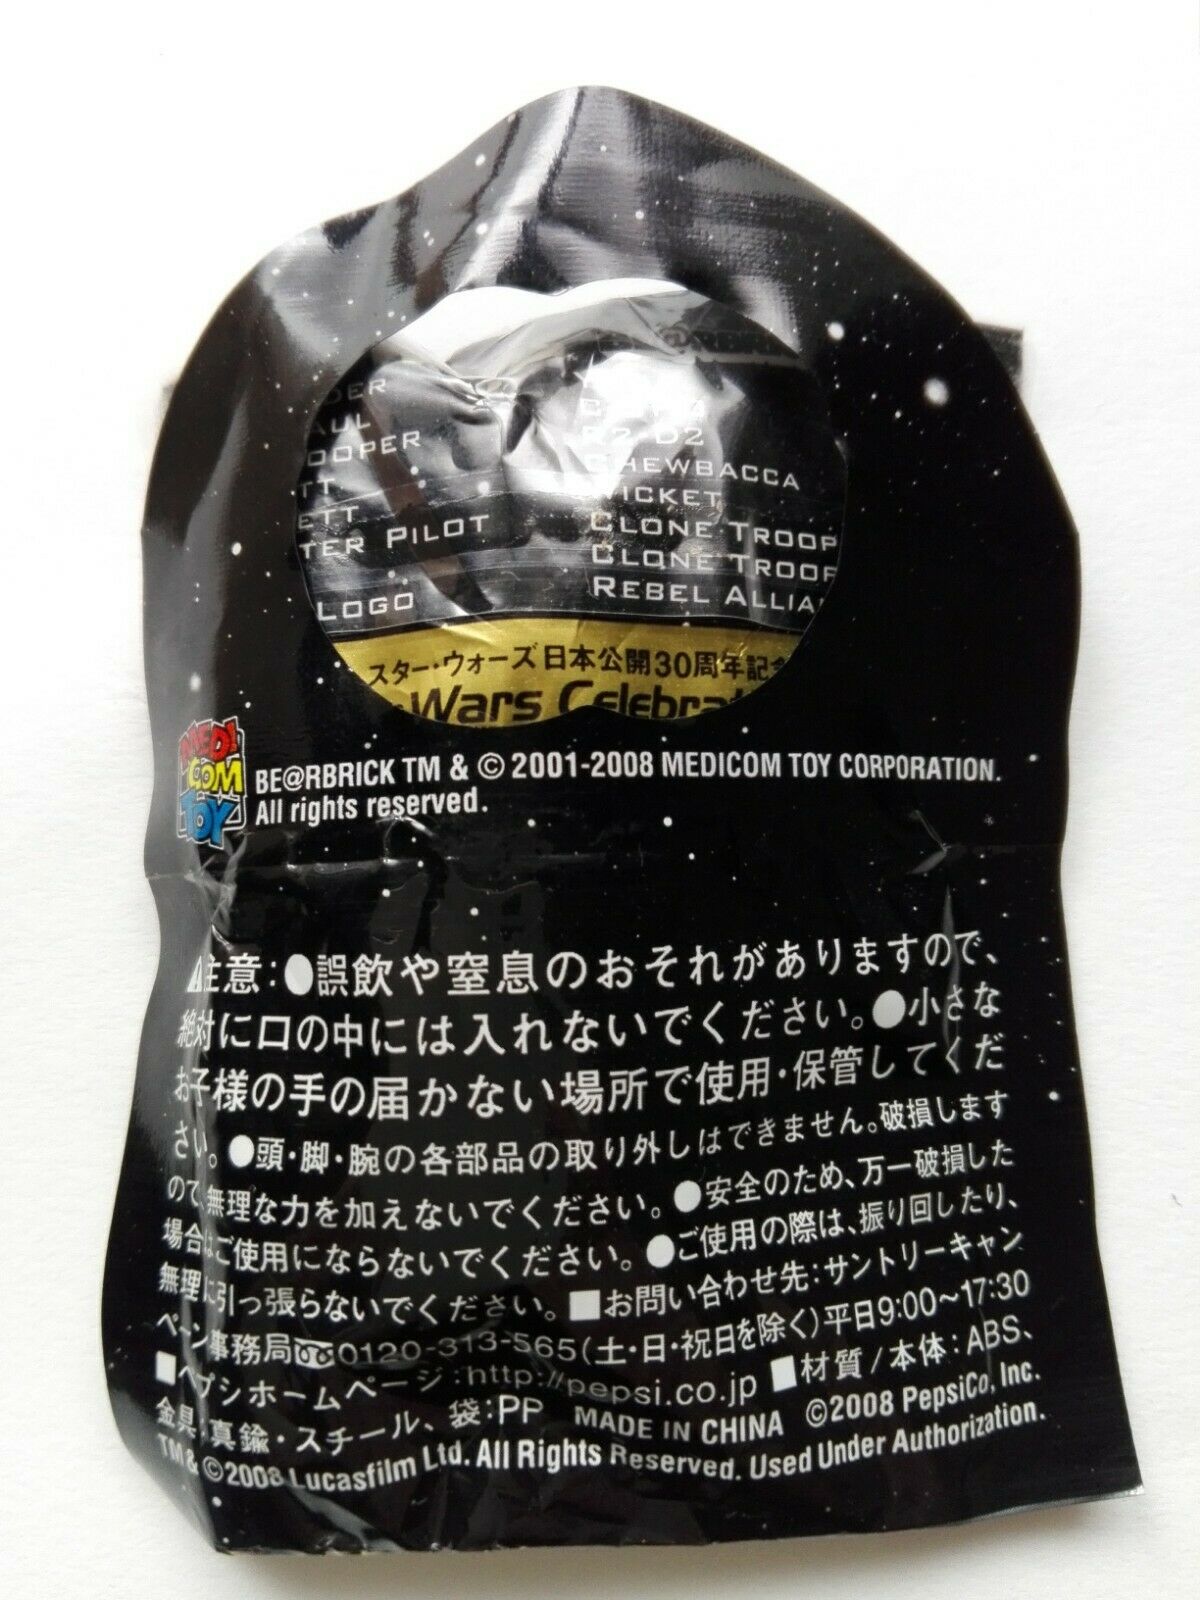 BE@RBRICK
DER
AUL
OOPER
TT
ETT
TER PILOT
LOGO
R2-D2
CHEWBACCA
WICKET
CLONE TROOP
CLONE TROOP
REBEL ALLIA
スター・ウォーズ日本公開30周年記念
Wars Celebrati
MEDI
COM
TOY
BE@RBRICK TM & © 2001-2008 MEDICOM TOY CORPORATION.
All rights reserved.
⚠注意:●誤飲や窒息のおそれがありますので、
絶対に口の中には入れないでください。●小さな
お子様の手の届かない場所で使用・保管してくだ
さい。●頭・脚・腕の各部品の取り外しはできません。破損します
ので、無理な力を加えないでください。●安全のため、万一破損した
場合はご使用にならないでください。●ご使用の際は、振り回したり、
無理に引っ張らないでください。■お問い合わせ先:サントリーキャン
ペーン事務局 0120-313-565(土・日・祝日を除く)平日9:00〜17:30
■ペプシホームページ:http://pepsi.co.jp ■材質/本体:ABS、
金具:真鍮・スチール、袋:PP MADE IN CHINA ©2008 PepsiCo, Inc.
TM & ©2008 Lucasfilm Ltd. All Rights Reserved. Used Under Authorization.